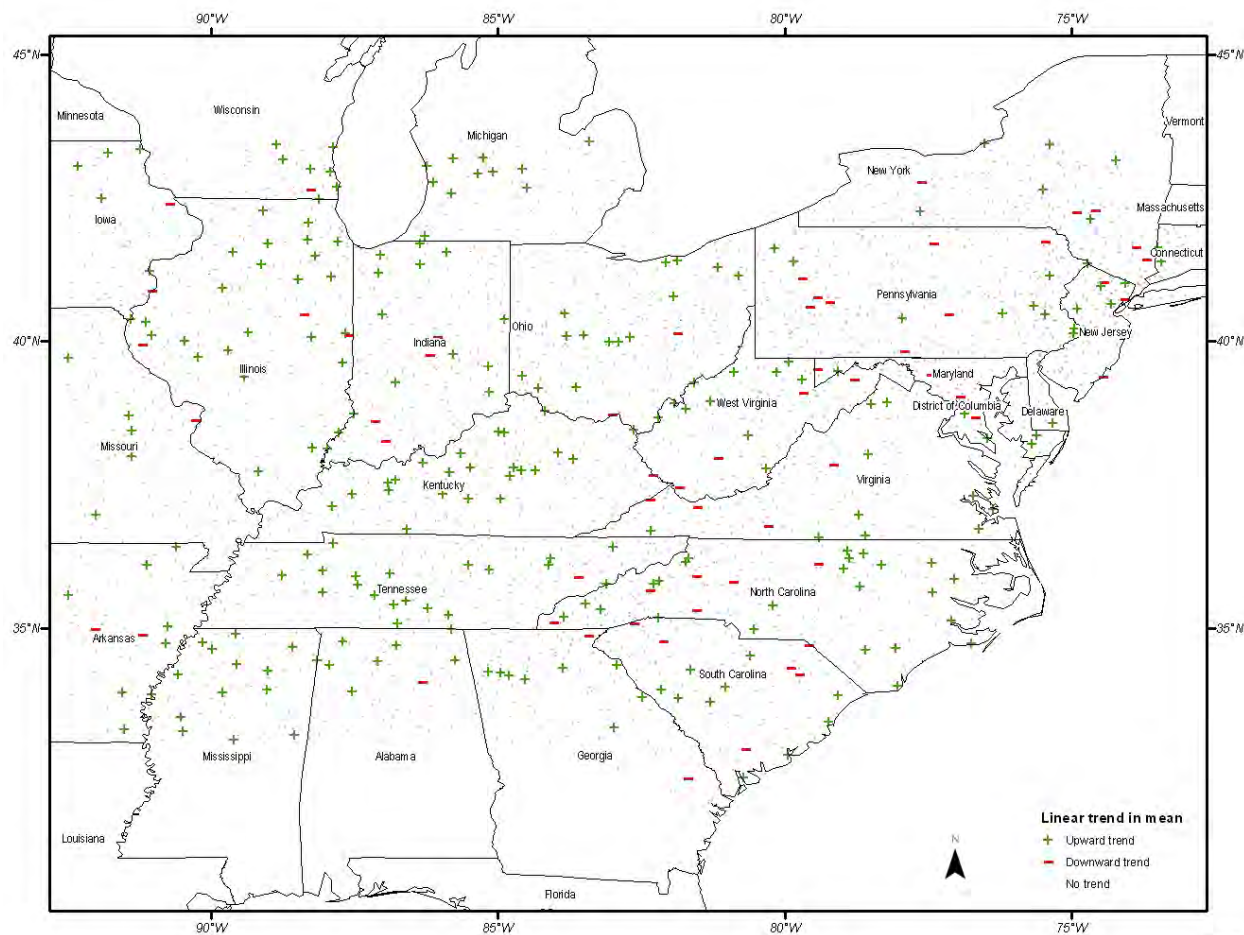 90°W 85°W 80°W 75°W
45°N 45°N
Wisconsin
Minnesota
Michigan
Vermont
New York
Massachusetts
Iowa
Connecticut
Pennsylvania
Ohio
New Jersey
40°N 40°N
Indiana
Illinois
Maryland
West Virginia
District of Columbia
Delaware
Missouri
Virginia
Kentucky
Tennessee
North Carolina
Arkansas
35°N 35°N
South Carolina
Mississippi
Alabama
Georgia
Louisiana
Florida
N
Linear trend in mean
Upward trend
Downward trend
No trend
90°W 85°W 80°W 75°W